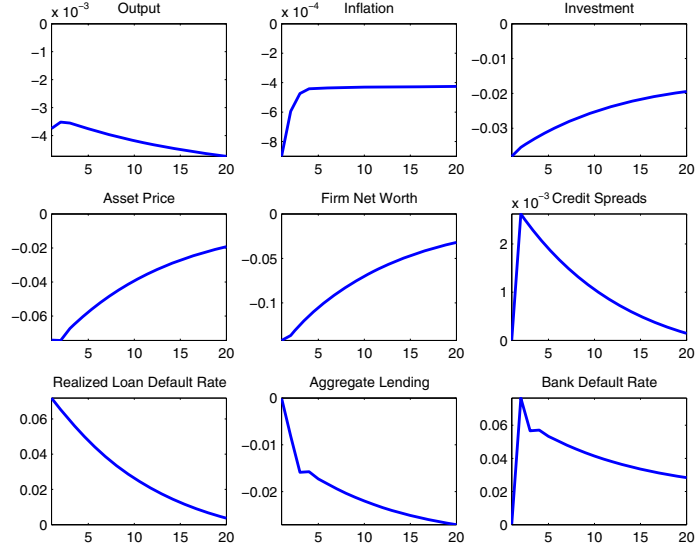 x 10⁻³ Output
0
−1
−2
−3
−4
5 10 15 20
x 10⁻⁴ Inflation
0
−2
−4
−6
−8
5 10 15 20
Investment
0
−0.01
−0.02
−0.03
5 10 15 20
Asset Price
0
−0.02
−0.04
−0.06
5 10 15 20
Firm Net Worth
0
−0.05
−0.1
5 10 15 20
x 10⁻³ Credit Spreads
2
1
0
5 10 15 20
Realized Loan Default Rate
0.06
0.04
0.02
0
5 10 15 20
Aggregate Lending
0
−0.01
−0.02
5 10 15 20
Bank Default Rate
0.06
0.04
0.02
0
5 10 15 20